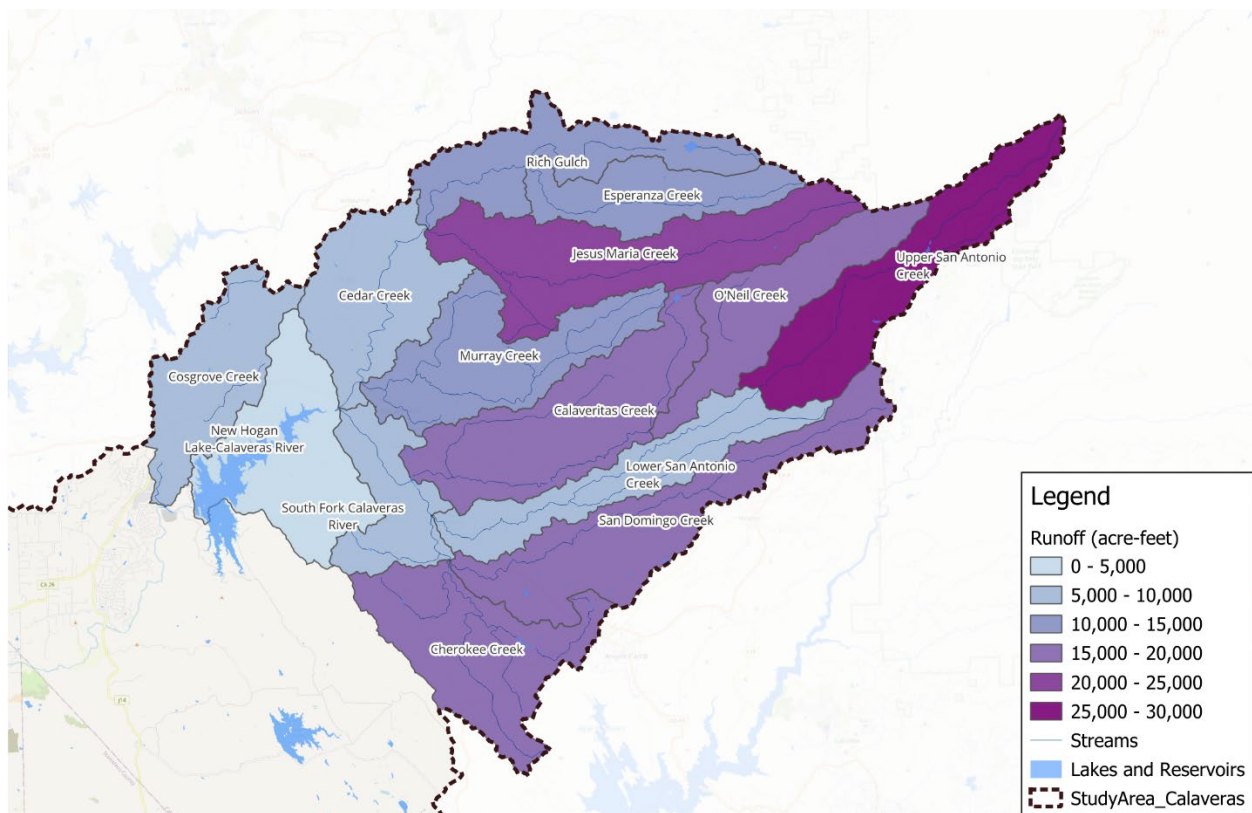 Rich Gulch
Esperanza Creek
Jesus Maria Creek
Upper San Antonio
Creek
O'Neil Creek
Cedar Creek
Murray Creek
Cosgrove Creek
Calaveritas Creek
New Hogan
Lake-Calaveras River
Lower San Antonio
Creek
South Fork Calaveras
River
San Domingo Creek
Cherokee Creek
CA 26
J14
Legend
Runoff (acre-feet)
0 - 5,000
5,000 - 10,000
10,000 - 15,000
15,000 - 20,000
20,000 - 25,000
25,000 - 30,000
Streams
Lakes and Reservoirs
StudyArea_Calaveras